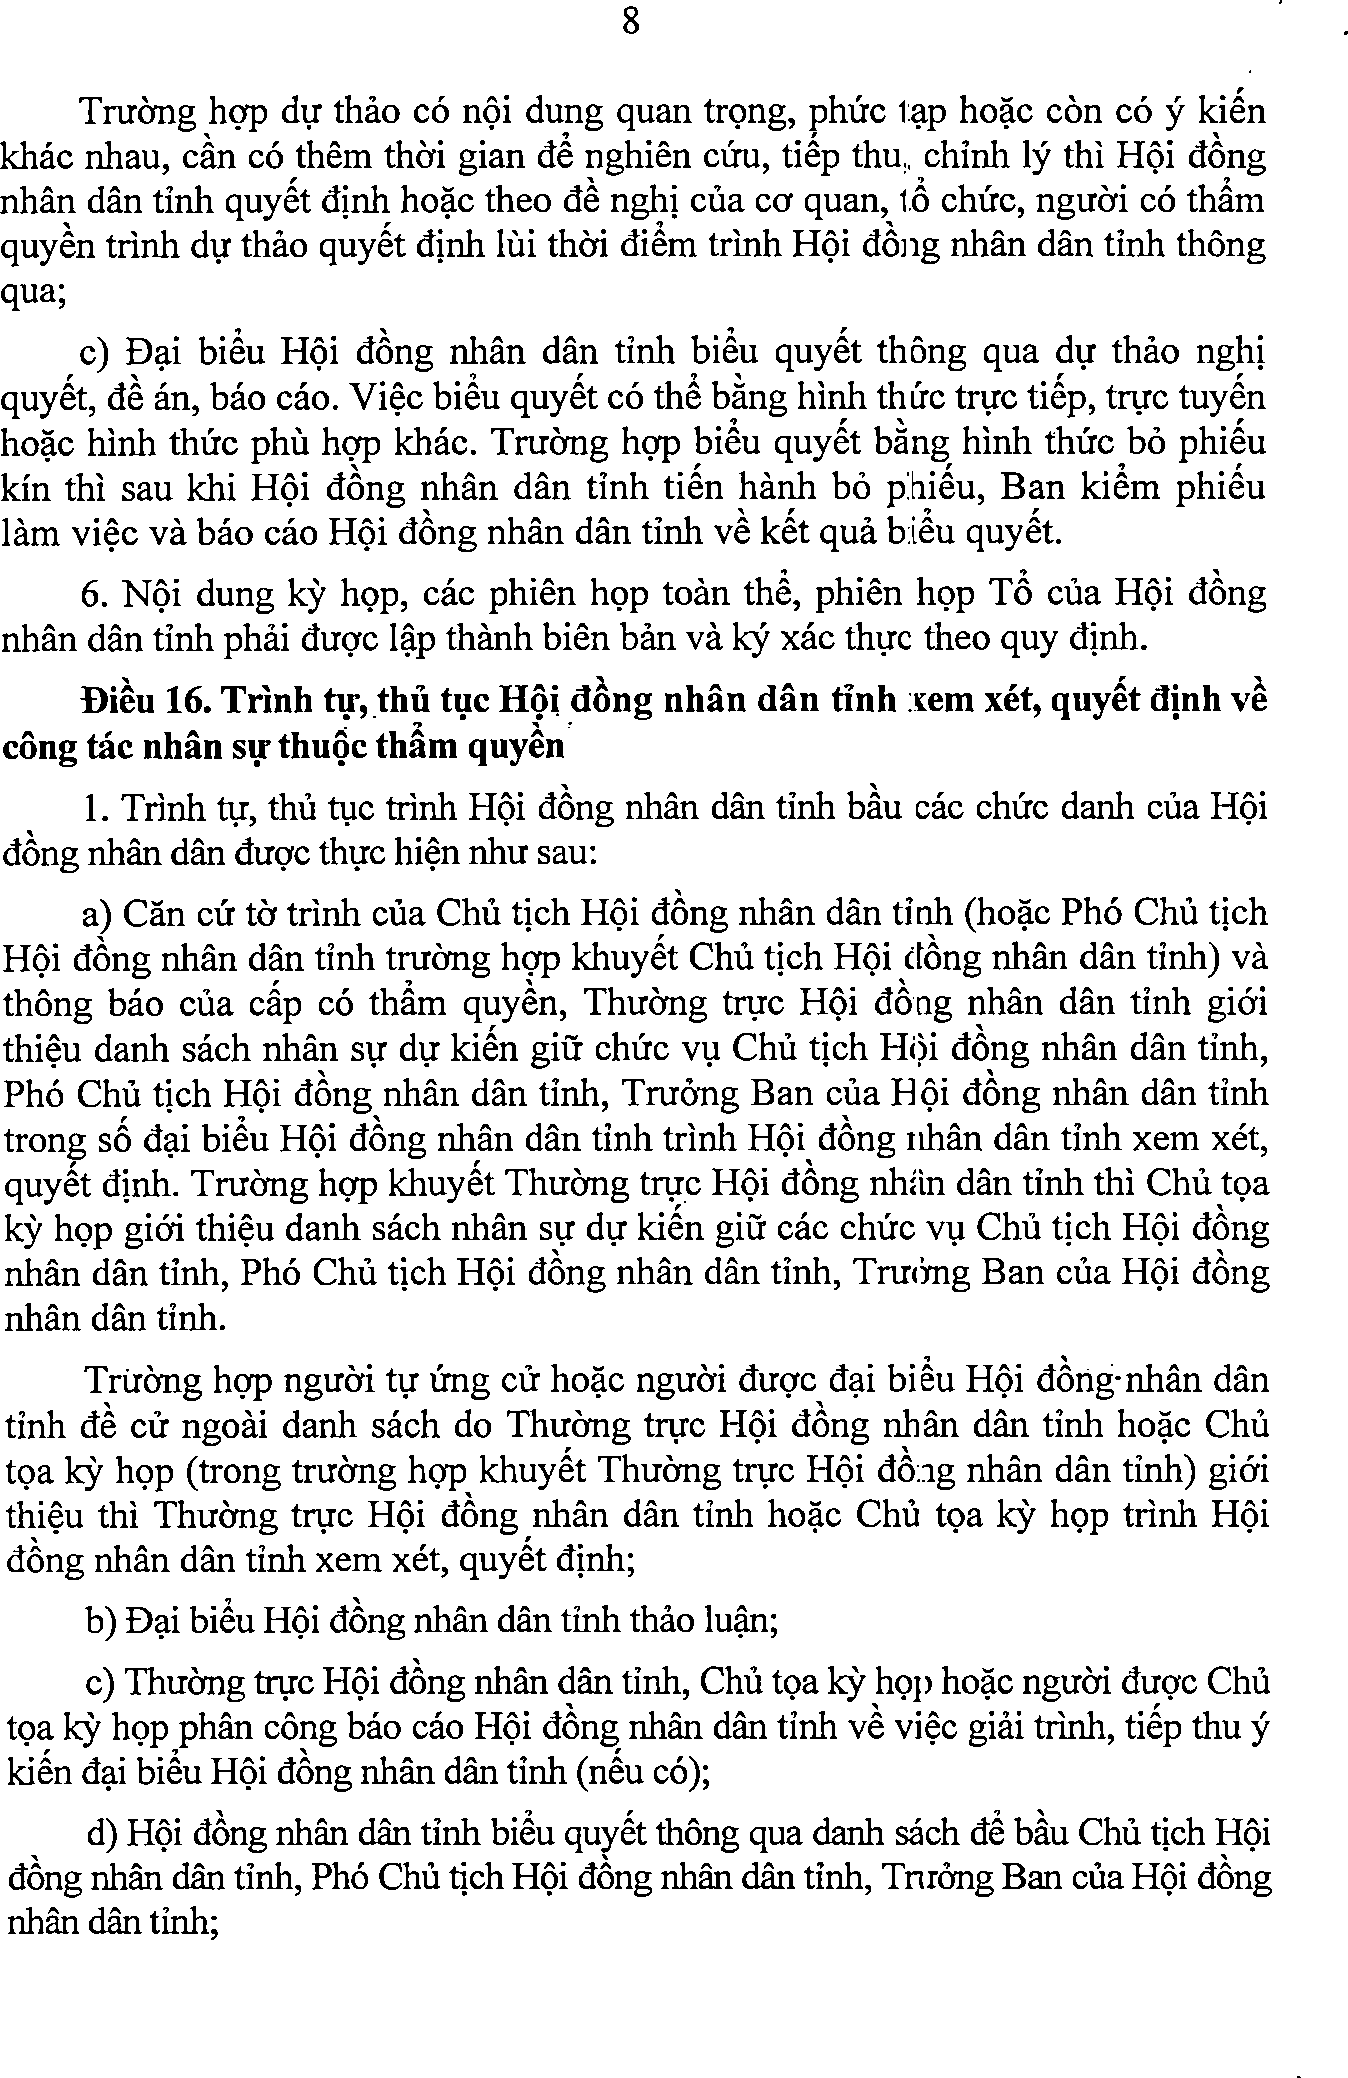 8
Trường hợp dự thảo có nội dung quan trọng, phức tạp hoặc còn có ý kiến
khác nhau, cần có thêm thời gian để nghiên cứu, tiếp thu, chỉnh lý thì Hội đồng
nhân dân tỉnh quyết định hoặc theo đề nghị của cơ quan, tổ chức, người có thẩm
quyền trình dự thảo quyết định lùi thời điểm trình Hội đồng nhân dân tỉnh thông
qua;
c) Đại biểu Hội đồng nhân dân tỉnh biểu quyết thông qua dự thảo nghị
quyết, đề án, báo cáo. Việc biểu quyết có thể bằng hình thức trực tiếp, trực tuyến
hoặc hình thức phù hợp khác. Trường hợp biểu quyết bằng hình thức bỏ phiếu
kín thì sau khi Hội đồng nhân dân tỉnh tiến hành bỏ phiếu, Ban kiểm phiếu
làm việc và báo cáo Hội đồng nhân dân tỉnh về kết quả biểu quyết.
6. Nội dung kỳ họp, các phiên họp toàn thể, phiên họp Tổ của Hội đồng
nhân dân tỉnh phải được lập thành biên bản và ký xác thực theo quy định.
Điều 16. Trình tự, thủ tục Hội đồng nhân dân tỉnh xem xét, quyết định về
công tác nhân sự thuộc thẩm quyền
1. Trình tự, thủ tục trình Hội đồng nhân dân tỉnh bầu các chức danh của Hội
đồng nhân dân được thực hiện như sau:
a) Căn cứ tờ trình của Chủ tịch Hội đồng nhân dân tỉnh (hoặc Phó Chủ tịch
Hội đồng nhân dân tỉnh trường hợp khuyết Chủ tịch Hội đồng nhân dân tỉnh) và
thông báo của cấp có thẩm quyền, Thường trực Hội đồng nhân dân tỉnh giới
thiệu danh sách nhân sự dự kiến giữ chức vụ Chủ tịch Hội đồng nhân dân tỉnh,
Phó Chủ tịch Hội đồng nhân dân tỉnh, Trưởng Ban của Hội đồng nhân dân tỉnh
trong số đại biểu Hội đồng nhân dân tỉnh trình Hội đồng nhân dân tỉnh xem xét,
quyết định. Trường hợp khuyết Thường trực Hội đồng nhân dân tỉnh thì Chủ tọa
kỳ họp giới thiệu danh sách nhân sự dự kiến giữ các chức vụ Chủ tịch Hội đồng
nhân dân tỉnh, Phó Chủ tịch Hội đồng nhân dân tỉnh, Trưởng Ban của Hội đồng
nhân dân tỉnh.
Trường hợp người tự ứng cử hoặc người được đại biểu Hội đồng nhân dân
tỉnh đề cử ngoài danh sách do Thường trực Hội đồng nhân dân tỉnh hoặc Chủ
tọa kỳ họp (trong trường hợp khuyết Thường trực Hội đồng nhân dân tỉnh) giới
thiệu thì Thường trực Hội đồng nhân dân tỉnh hoặc Chủ tọa kỳ họp trình Hội
đồng nhân dân tỉnh xem xét, quyết định;
b) Đại biểu Hội đồng nhân dân tỉnh thảo luận;
c) Thường trực Hội đồng nhân dân tỉnh, Chủ tọa kỳ họp hoặc người được Chủ
tọa kỳ họp phân công báo cáo Hội đồng nhân dân tỉnh về việc giải trình, tiếp thu ý
kiến đại biểu Hội đồng nhân dân tỉnh (nếu có);
d) Hội đồng nhân dân tỉnh biểu quyết thông qua danh sách để bầu Chủ tịch Hội
đồng nhân dân tỉnh, Phó Chủ tịch Hội đồng nhân dân tỉnh, Trưởng Ban của Hội đồng
nhân dân tỉnh;